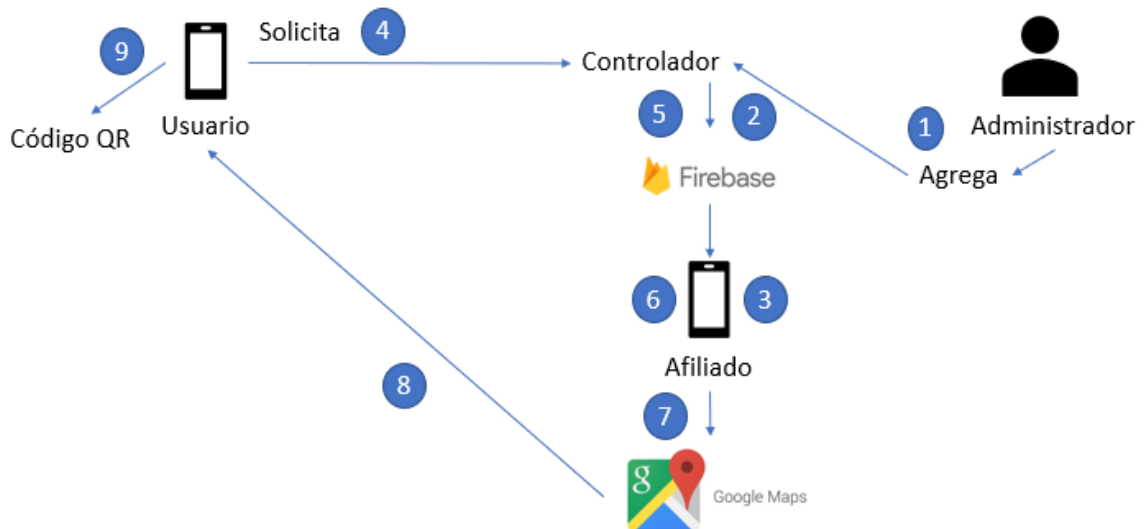 Solicita
4
9
Controlador
Código QR
Usuario
5
2
1
Administrador
Agrega
Firebase
6
3
Afiliado
8
7
g
Google Maps